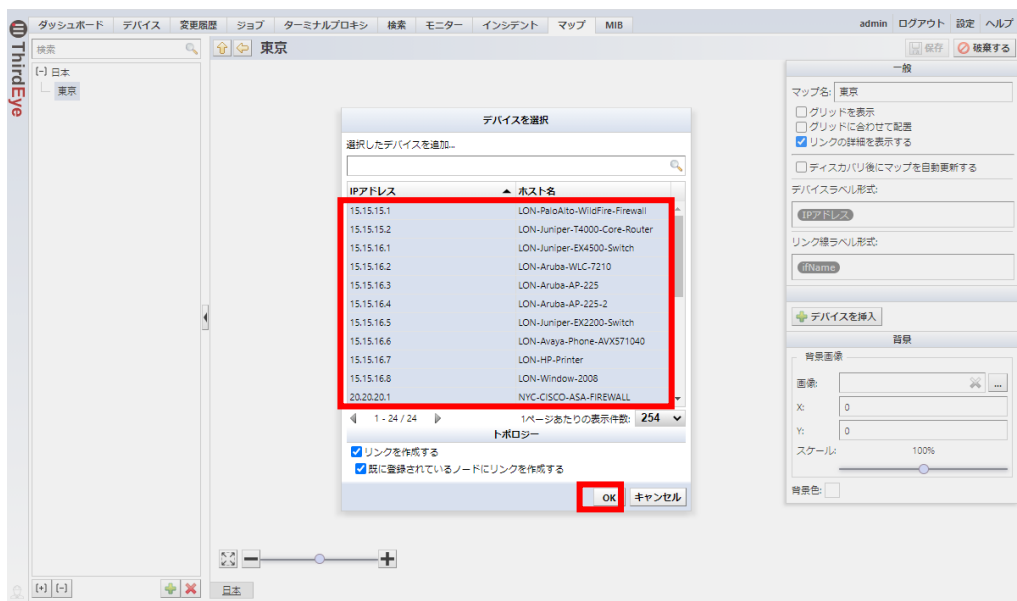 ダッシュボード デバイス 変更履歴 ジョブ ターミナルプロキシ 検索 モニター インシデント マップ MIB admin ログアウト 設定 ヘルプ
ThirdEye
検索
東京
保存 破棄する
[-] 日本
東京
一般
マップ名: 東京
グリッドを表示
グリッドに合わせて配置
リンクの詳細を表示する
ディスカバリ後にマップを自動更新する
デバイスラベル形式:
IPアドレス
リンク線ラベル形式:
ifName
デバイスを挿入
背景
背景画像
画像: ...
X: 0
Y: 0
スケール: 100%
背景色:
デバイスを選択
選択したデバイスを追加...
IPアドレス ホスト名
15.15.15.1 LON-PaloAlto-WildFire-Firewall
15.15.15.2 LON-Juniper-T4000-Core-Router
15.15.16.1 LON-Juniper-EX4500-Switch
15.15.16.2 LON-Aruba-WLC-7210
15.15.16.3 LON-Aruba-AP-225
15.15.16.4 LON-Aruba-AP-225-2
15.15.16.5 LON-Juniper-EX2200-Switch
15.15.16.6 LON-Avaya-Phone-AVX571040
15.15.16.7 LON-HP-Printer
15.15.16.8 LON-Window-2008
20.20.20.1 NYC-CISCO-ASA-FIREWALL
1 - 24 / 24 1ページあたりの表示件数: 254
トポロジー
リンクを作成する
既に登録されているノードにリンクを作成する
OK キャンセル
[+] [-]
日本